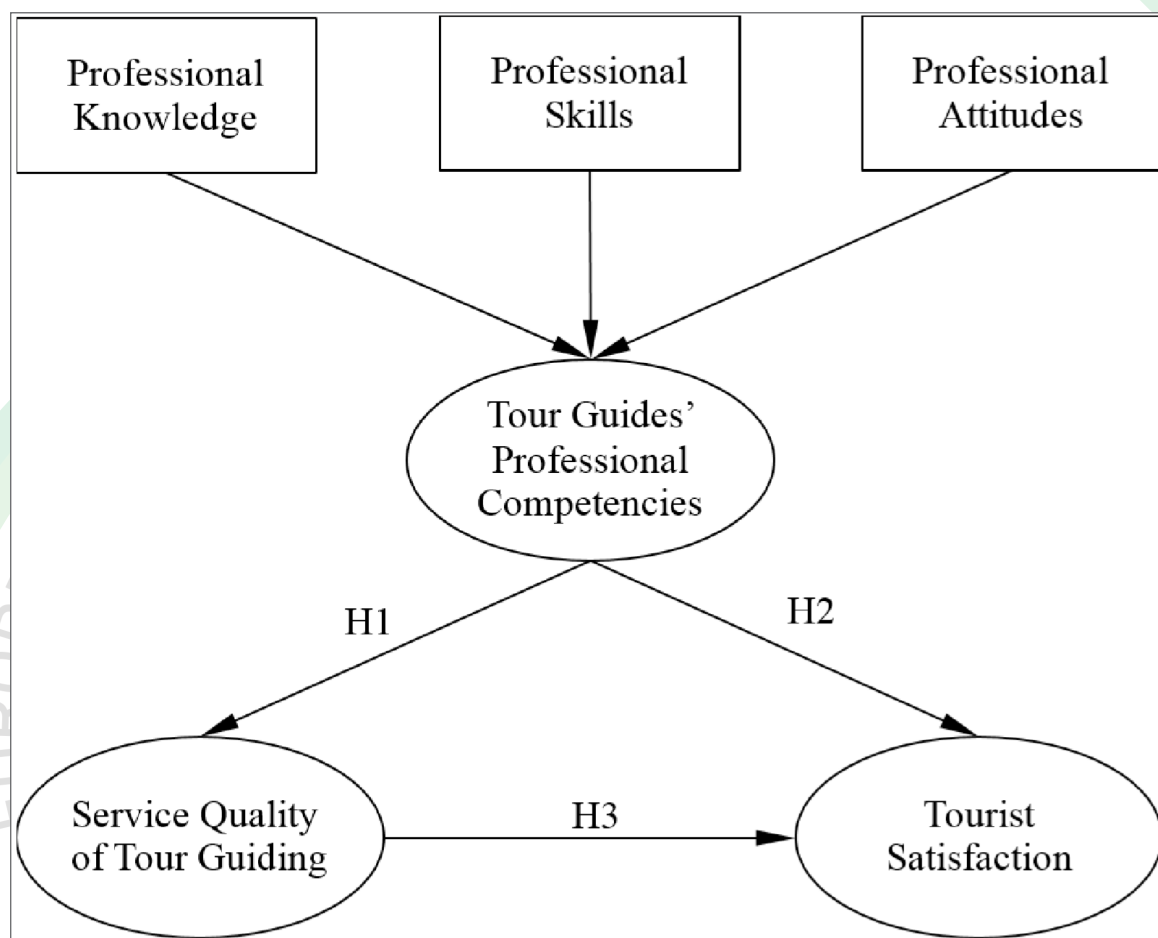 Professional
Knowledge
Professional
Skills
Professional
Attitudes
Tour Guides’
Professional
Competencies
H1
H2
Service Quality
of Tour Guiding
H3
Tourist
Satisfaction